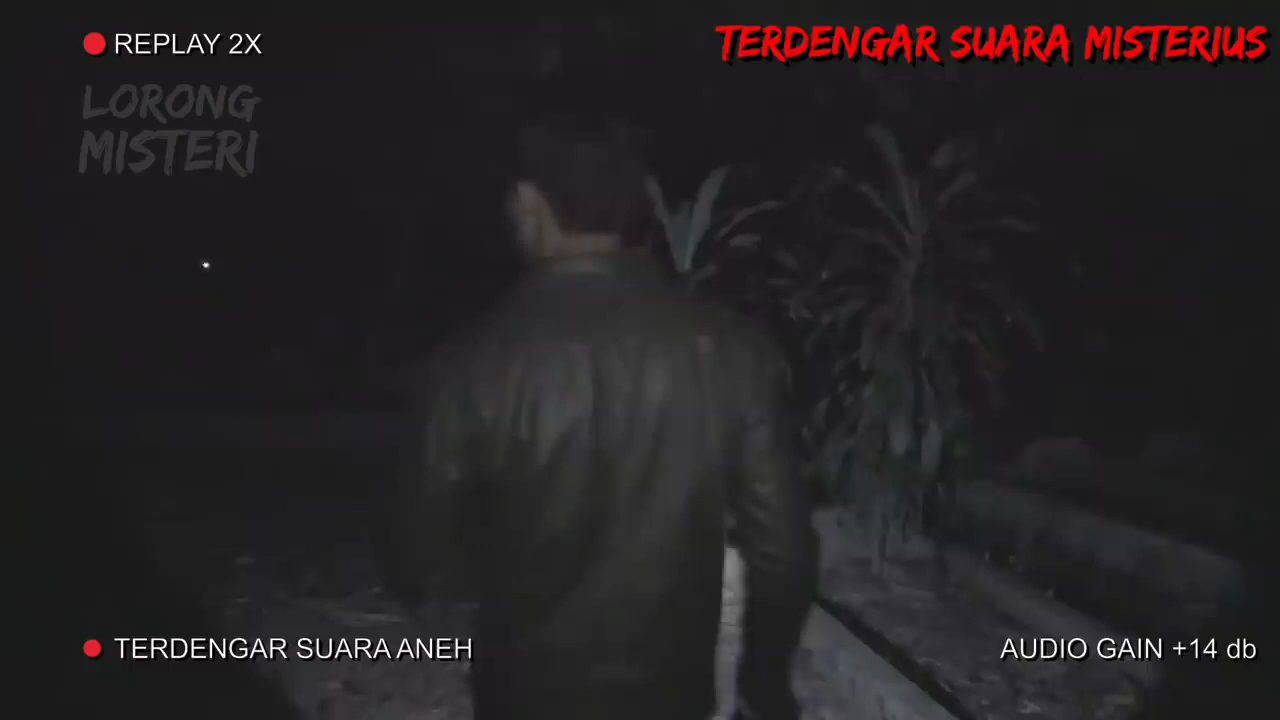 REPLAY 2X
TERDENGAR SUARA MISTERIUS
LORONG
MISTERI
TERDENGAR SUARA ANEH
AUDIO GAIN +14 db